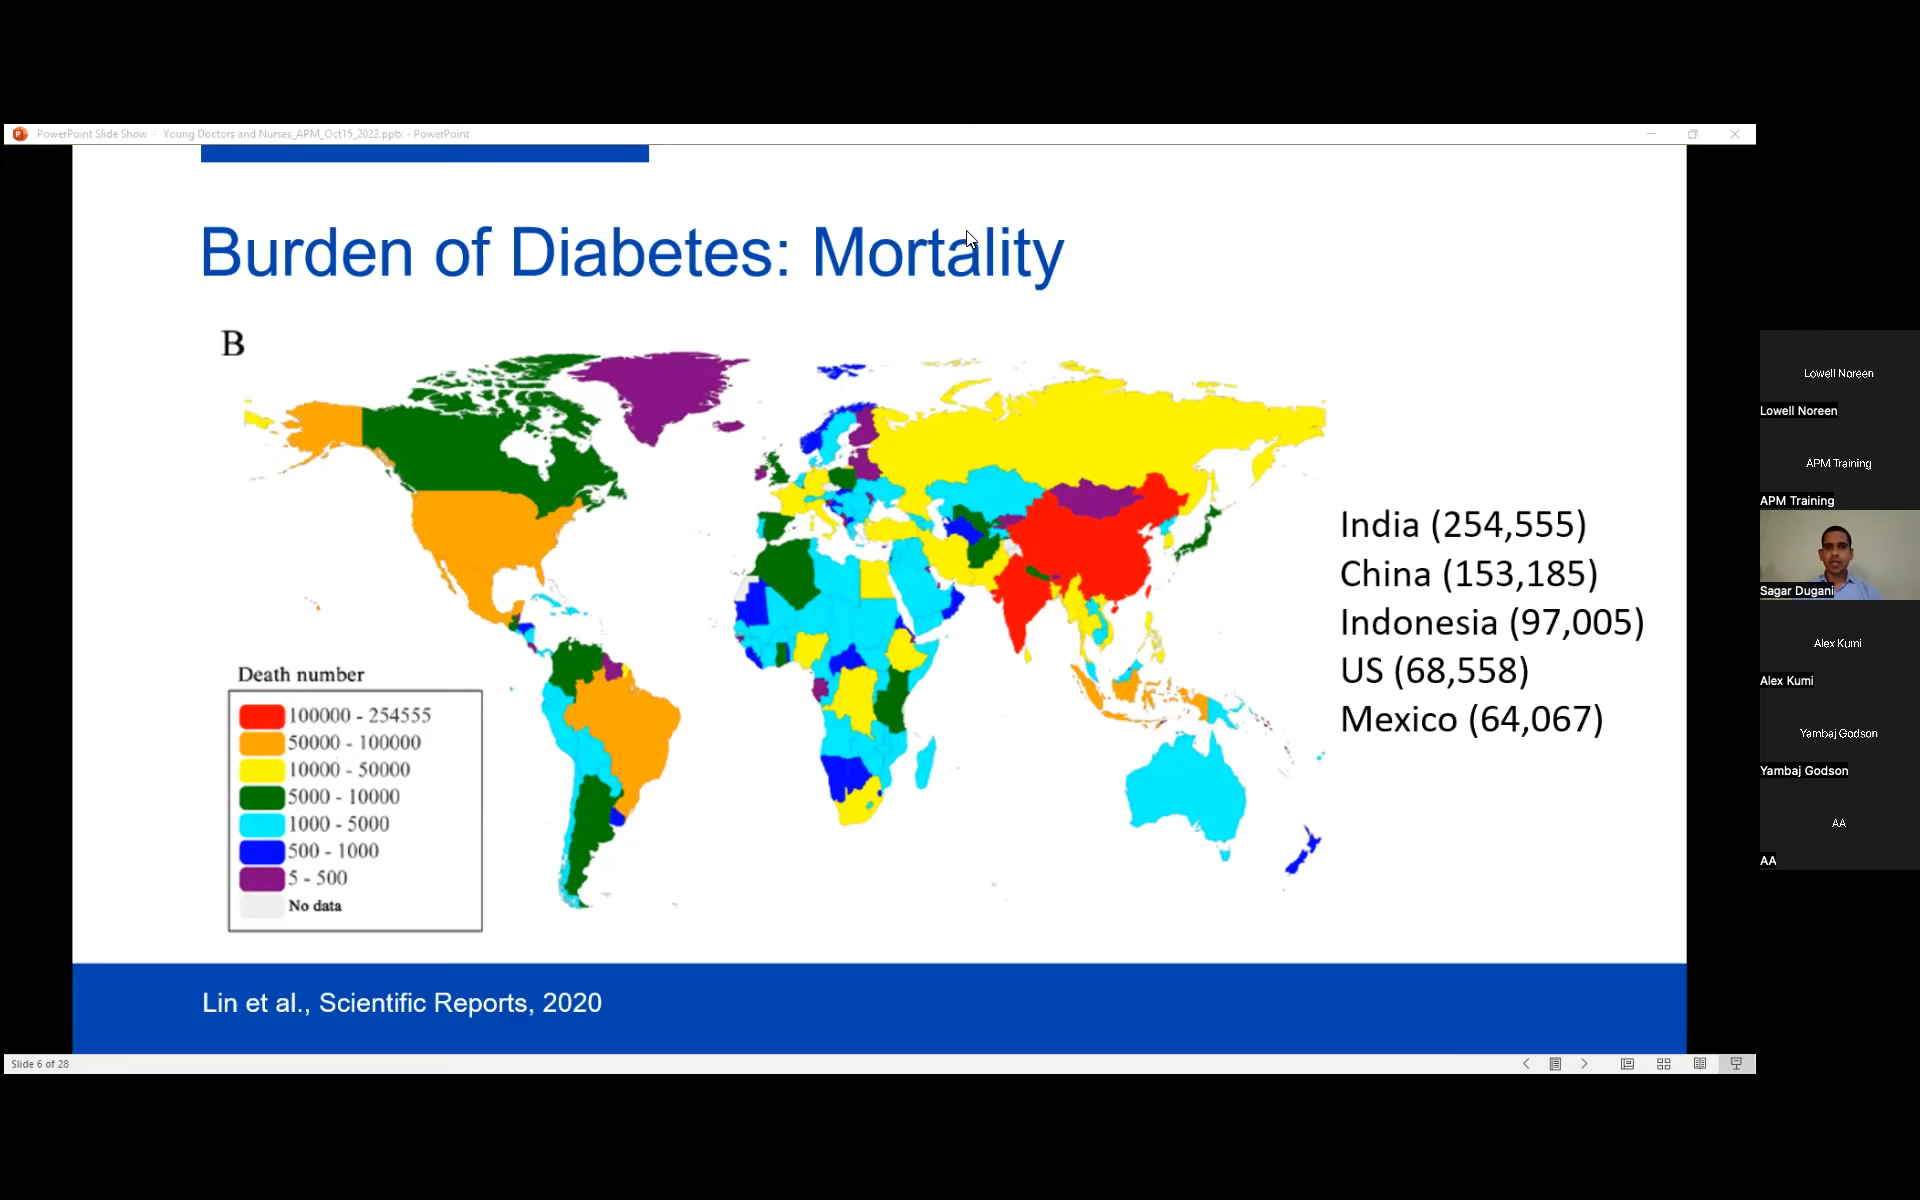 PowerPoint Slide Show - Young Doctors and Nurses_APM_Oct15_2022.pptx - PowerPoint
Burden of Diabetes: Mortality
B
India (254,555)
China (153,185)
Indonesia (97,005)
US (68,558)
Mexico (64,067)
Death number
100000 - 254555
50000 - 100000
10000 - 50000
5000 - 10000
1000 - 5000
500 - 1000
5 - 500
No data
Lin et al., Scientific Reports, 2020
Slide 6 of 28
Lowell Noreen
Lowell Noreen
APM Training
APM Training
Sagar Dugani
Alex Kumi
Alex Kumi
Yambaj Godson
Yambaj Godson
AA
AA